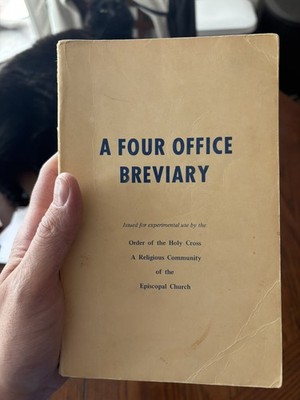 A FOUR OFFICE
BREVIARY
Issued for experimental use by the
Order of the Holy Cross
A Religious Community
of the
Episcopal Church